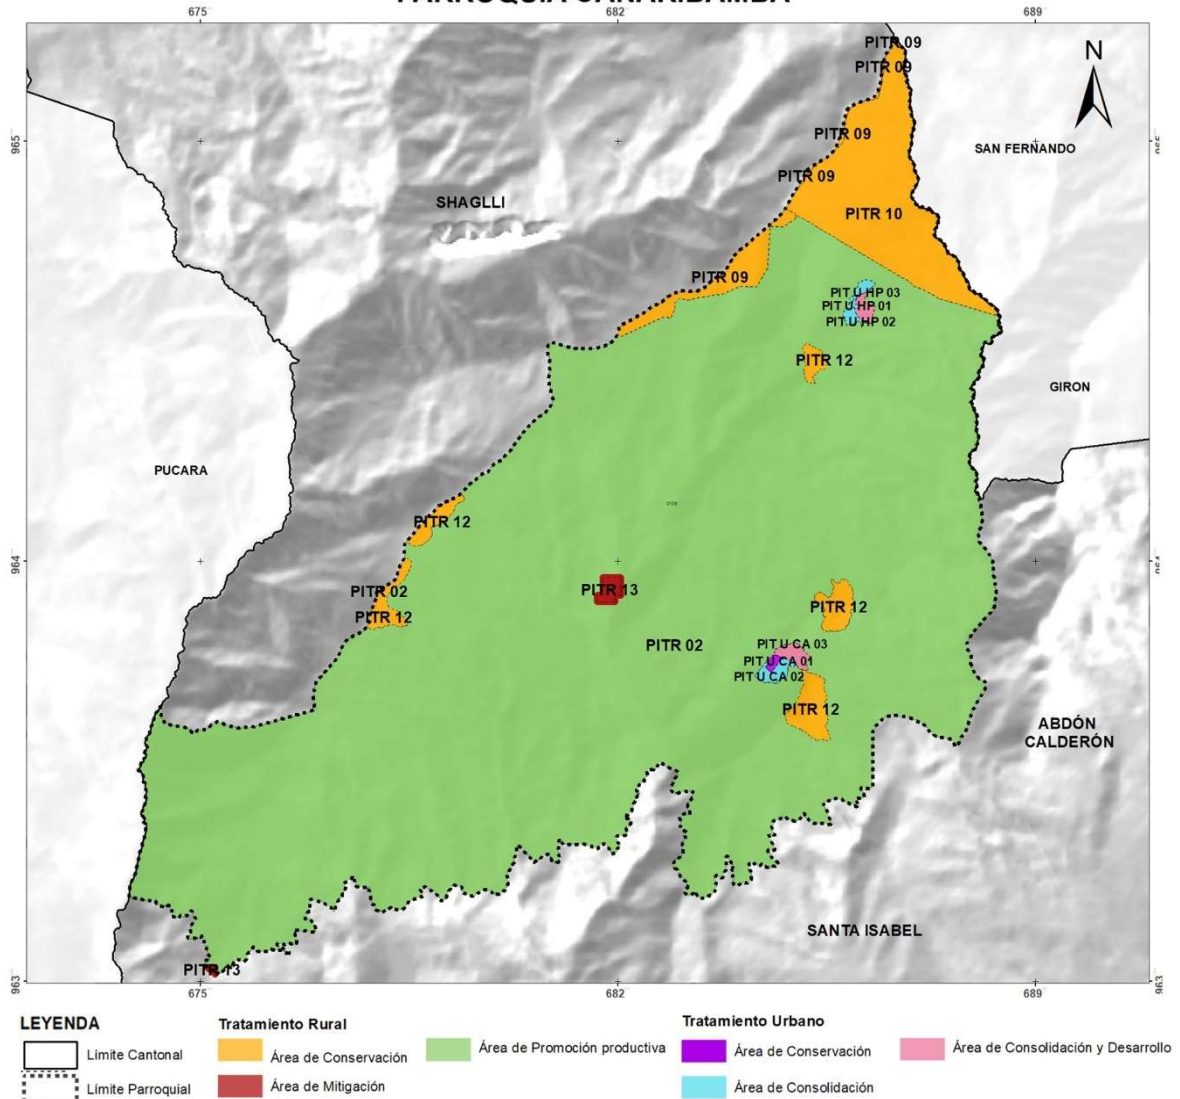 PARROQUIA CAÑARIBAMBA
675
682
689
PITR 09
PITR 09
N
965
PITR 09
SAN FERNANDO
PITR 09
SHAGLLI
PITR 10
PITR 09
PIT U HP 03
PIT U HP 01
PIT U HP 02
PITR 12
GIRON
PUCARA
PITR 12
964
PITR 02
PITR 13
PITR 12
PITR 12
PITR 02
PIT U CA 03
PIT U CA 01
PIT U CA 02
PITR 12
ABDÓN
CALDERÓN
SANTA ISABEL
PITR 13
963
963
675
682
689
LEYENDA
Límite Cantonal
Límite Parroquial
Tratamiento Rural
Área de Conservación
Área de Mitigación
Área de Promoción productiva
Tratamiento Urbano
Área de Conservación
Área de Consolidación
Área de Consolidación y Desarrollo